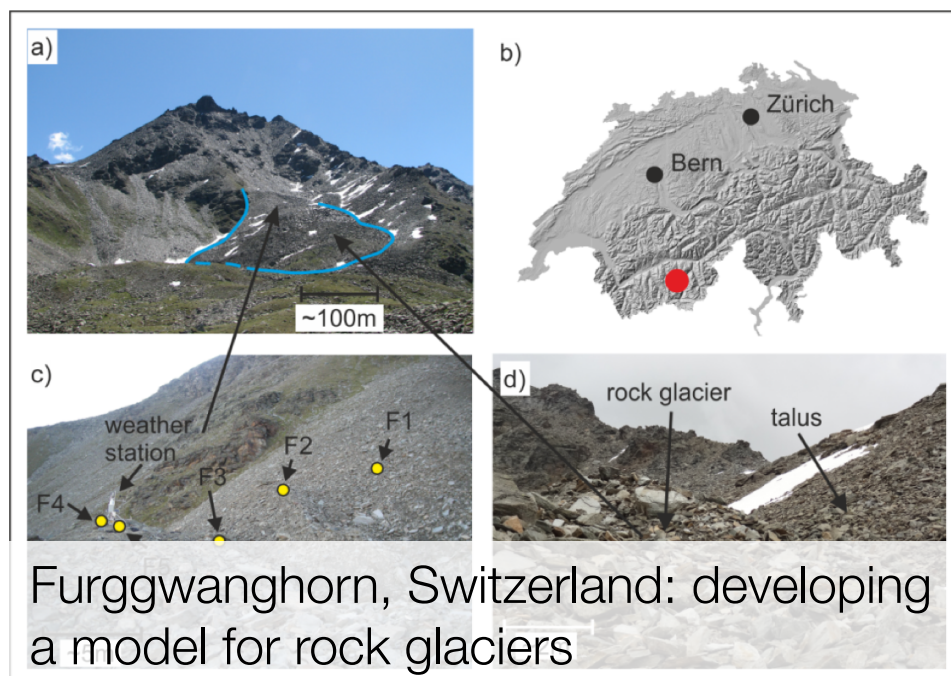 a)
~100m
b)
Zürich
Bern
c)
weather
station
F1
F2
F3
F4
d)
rock glacier
talus
Furggwanghorn, Switzerland: developing
a model for rock glaciers